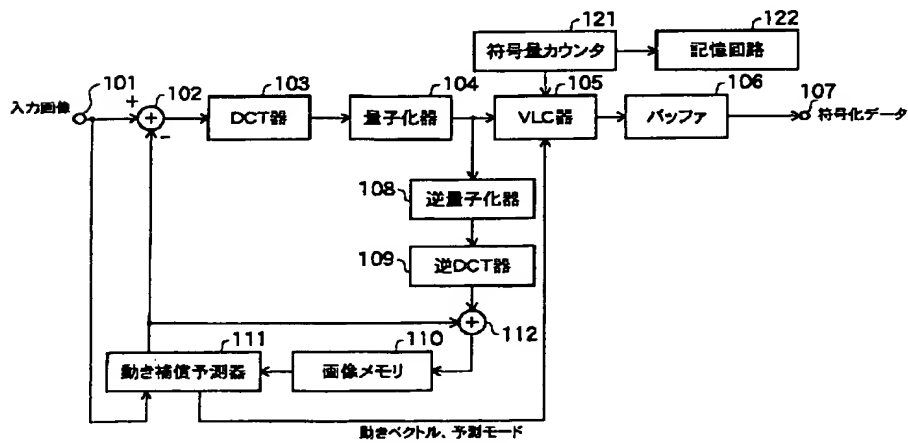 121
122
符号量カウンタ
記憶回路
101
入力画像
+
102
+
−
103
DCT器
104
量子化器
105
VLC器
106
バッファ
107
符号化データ
108
逆量子化器
109
逆DCT器
+
112
111
動き補償予測器
110
画像メモリ
動きベクトル、予測モード